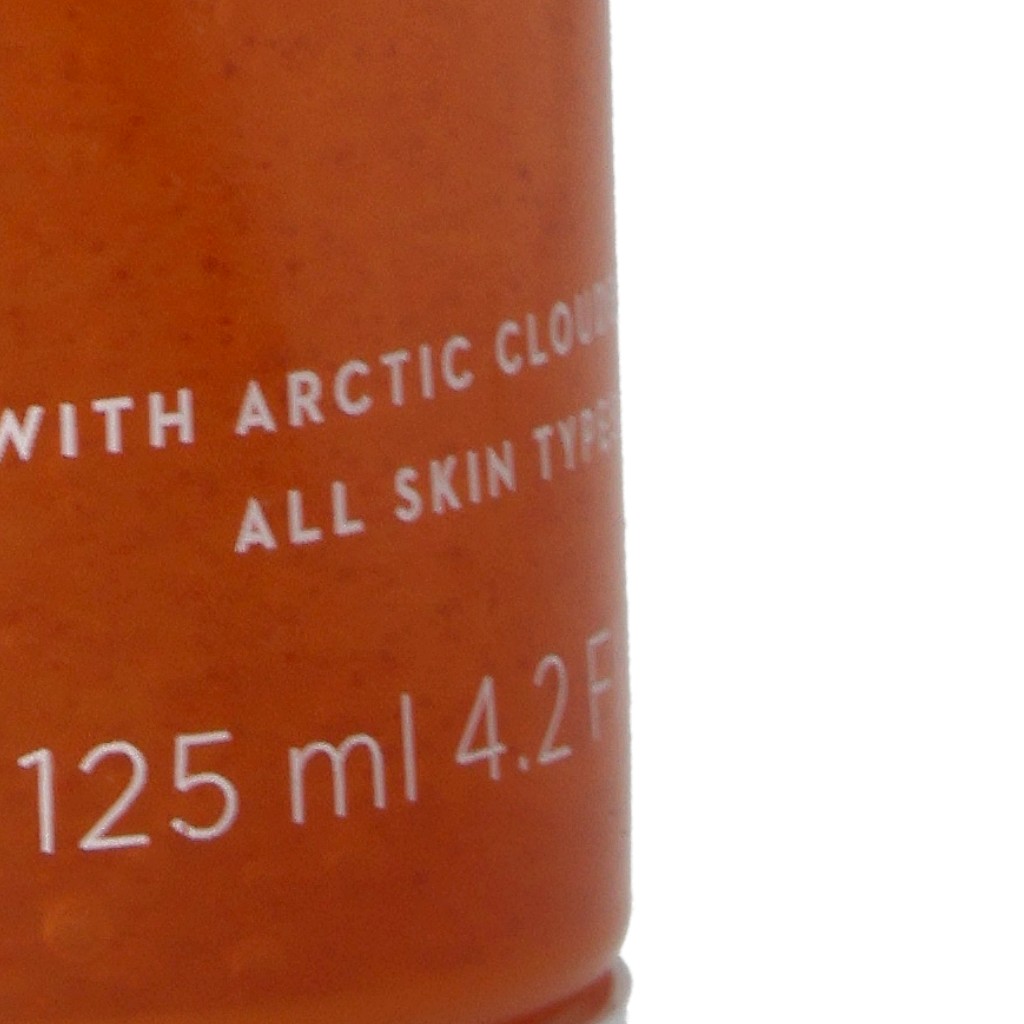 WITH ARCTIC
ALL SKIN
125 ml 4.2 F